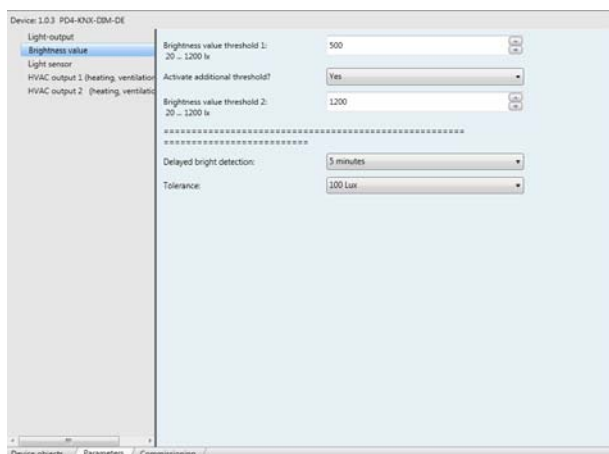 Device: 1.0.3 PD4-KNX-DIM-DE
Light-output
Brightness value
Light sensor
HVAC output 1 (heating, ventilation
HVAC output 2 (heating, ventilatic
Brightness value threshold 1:
20 ... 1200 lx
500
Activate additional threshold?
Yes
Brightness value threshold 2:
20 ... 1200 lx
1200
Delayed bright detection:
5 minutes
Tolerance:
100 Lux
Device objects
Parameters
Commissioning